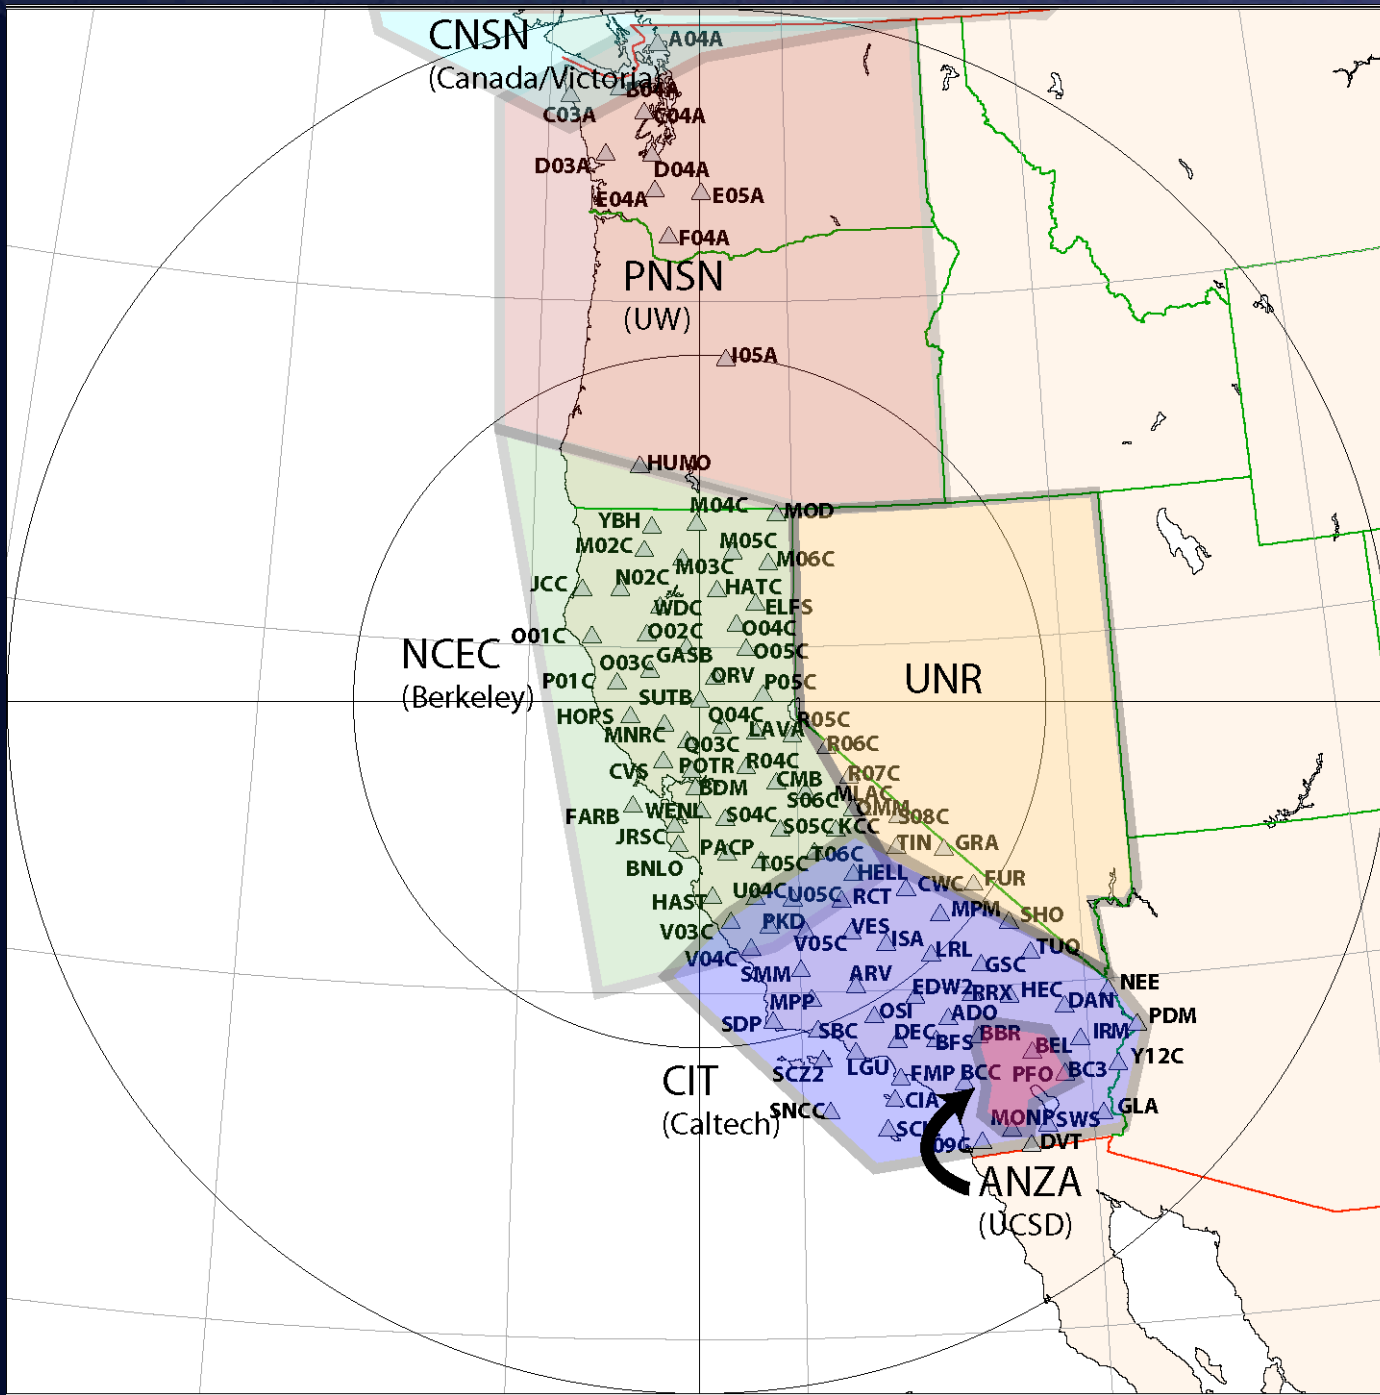 CNSN
(Canada/Victoria)
A04A
B04A
C03A
C04A
D03A
D04A
E04A
E05A
F04A
PNSN
(UW)
I05A
HUMO
M04C
MOD
YBH
M02C
M05C
M03C
M06C
JCC
N02C
HATC
WDC
ELFS
O01C
O02C
O04C
GASB
O05C
NCEC
(Berkeley)
O03C
P01C
ORV
P05C
UNR
SUTB
HOPS
Q04C
R05C
MNRC
LAVA
Q03C
R06C
CVS
POTR
R04C
R07C
BDM
CMB
MLAC
S06C
OMM
FARB
WENL
S04C
S08C
S05C
KCC
JRSC
PACP
T06C
TIN
GRA
BNLO
T05C
HELL
CWC
FUR
HAST
U04C
U05C
RCT
MPM
SHO
V03C
PKD
V05C
VES
ISA
LRL
TUQ
V04C
SMM
ARV
GSC
NEE
MPP
EDW2
RRX
HEC
DAN
PDM
SDP
SBC
OSI
ADO
DEC
BFS
BBR
BEL
IRM
Y12C
SCZ2
LGU
FMP
BCC
PFO
BC3
CIT
(Caltech)
SNCC
CIA
MONP
SWS
GLA
SCI
09C
DVT
ANZA
(UCSD)